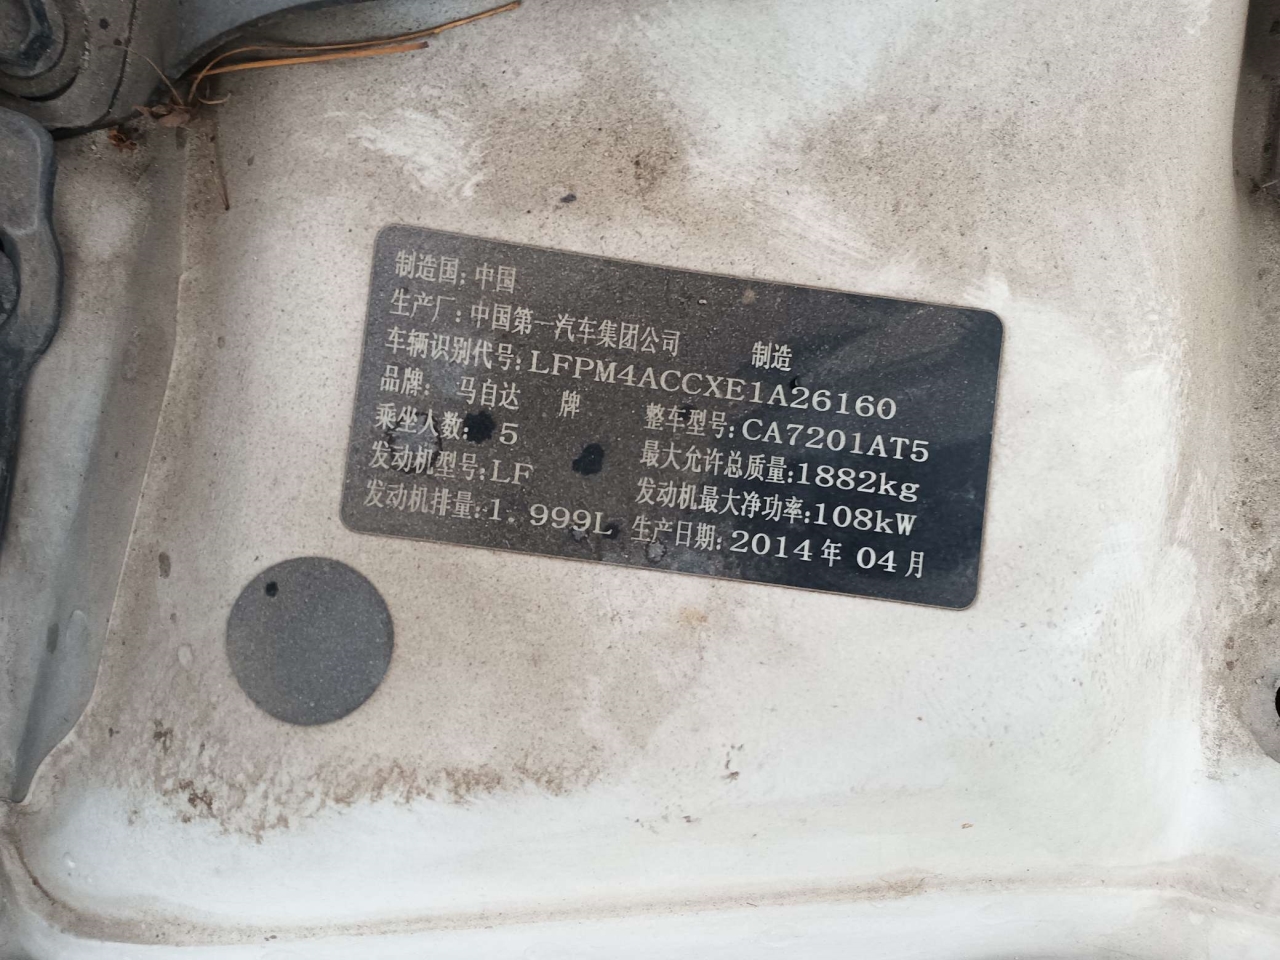 制造国:中国
生产厂:中国第一汽车集团公司 制造
车辆识别代号:LFPM4ACCXE1A26160
品牌: 马自达 牌 整车型号:CA7201AT5
乘坐人数: 5 最大允许总质量:1882kg
发动机型号:LF 发动机最大净功率:108kW
发动机排量:1.999L 生产日期:2014年 04月